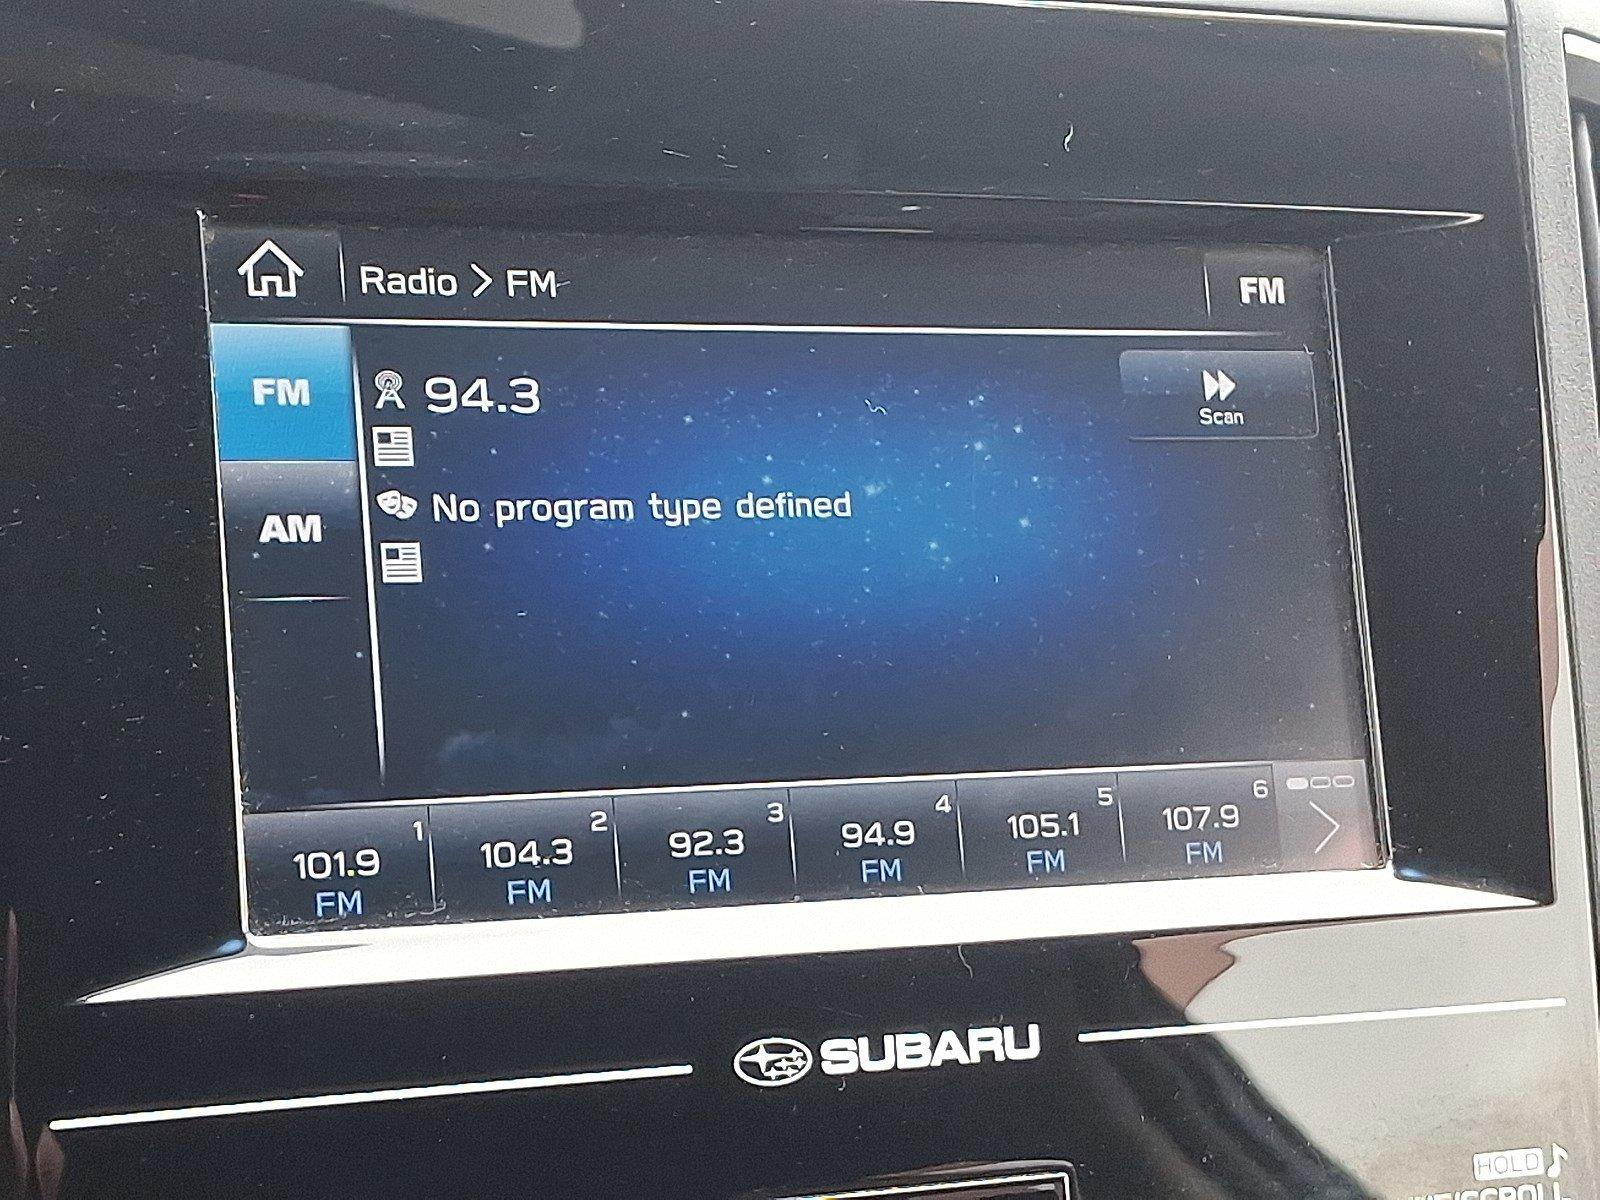 Radio > FM
FM
FM
94.3
Scan
No program type defined
AM
1
101.9
FM
2
104.3
FM
3
92.3
FM
4
94.9
FM
5
105.1
FM
6
107.9
FM
SUBARU
HOLD